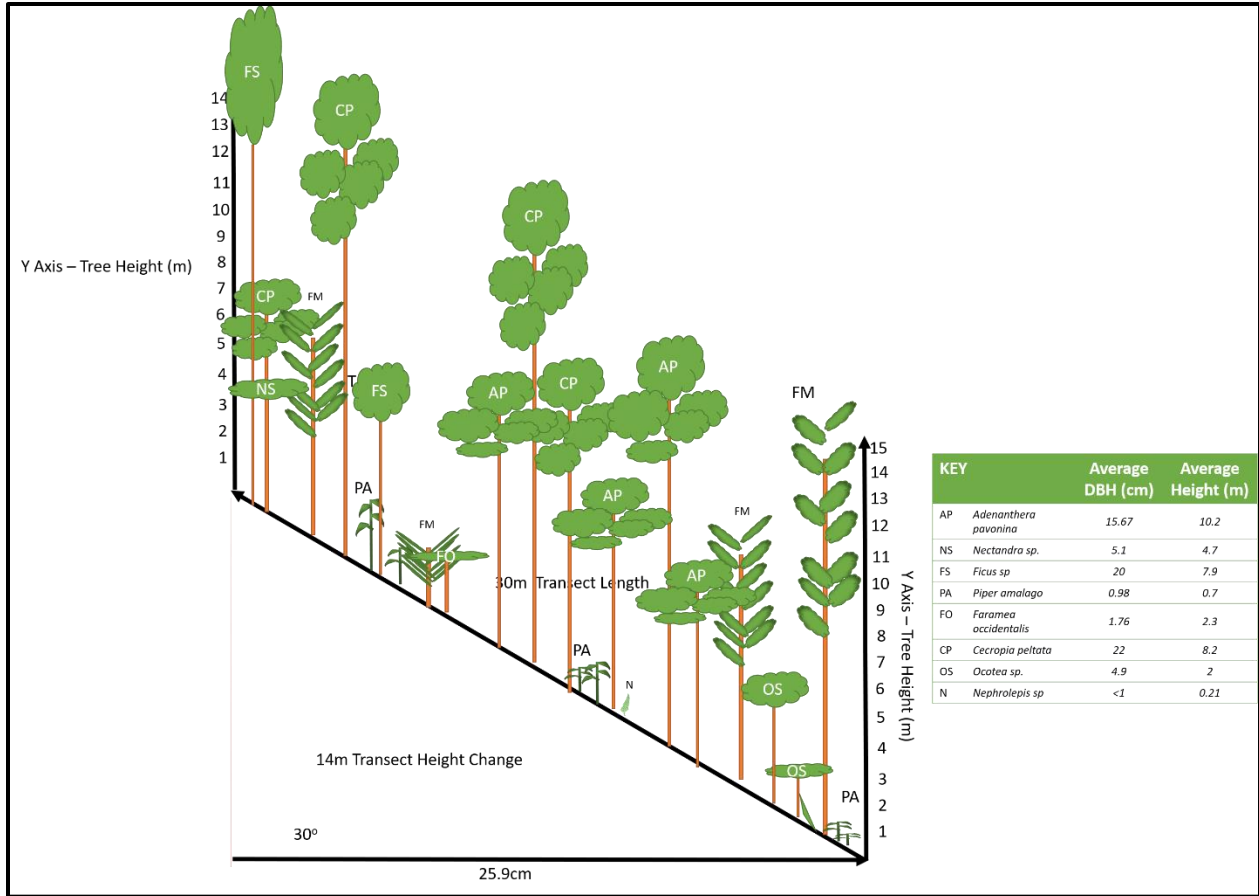 FS
14
CP
13
12
11
10
9
CP
8
Y Axis – Tree Height (m)
7
CP
FM
6
5
AP
4
T
FS
AP
CP
FM
NS
3
2
15
1
14
PA
AP
13
FM
12
FM
FO
11
30m Transect Length
AP
10
9
8
7
PA
N
OS
6
5
4
14m Transect Height Change
OS
3
2
PA
1
30º
25.9cm
Y Axis – Tree Height (m)
KEY Average DBH (cm) Average Height (m)
AP Adenanthera pavonina 15.67 10.2
NS Nectandra sp. 5.1 4.7
FS Ficus sp 20 7.9
PA Piper amalago 0.98 0.7
FO Faramea occidentalis 1.76 2.3
CP Cecropia peltata 22 8.2
OS Ocotea sp. 4.9 2
N Nephrolepis sp <1 0.21